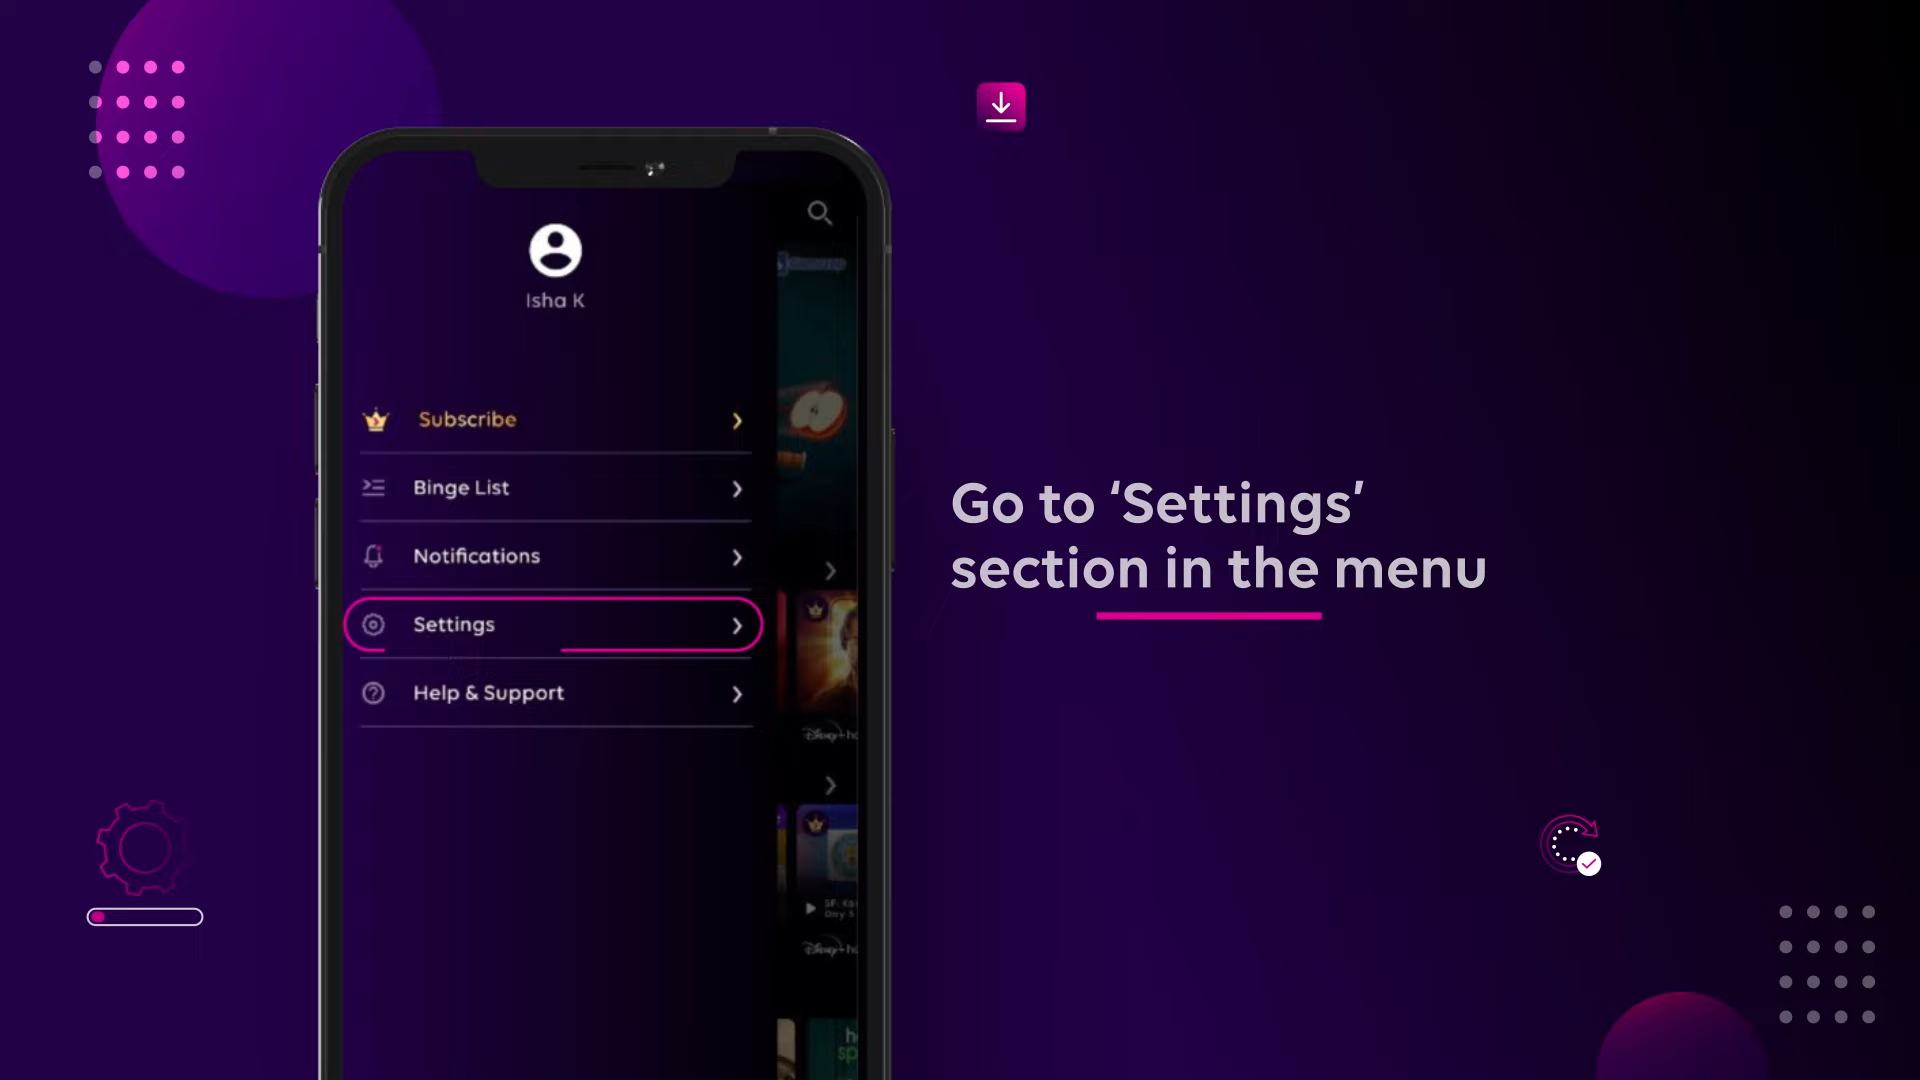 Isha K
Subscribe
Binge List
Notifications
Settings
Help & Support
Go to ‘Settings’
section in the menu